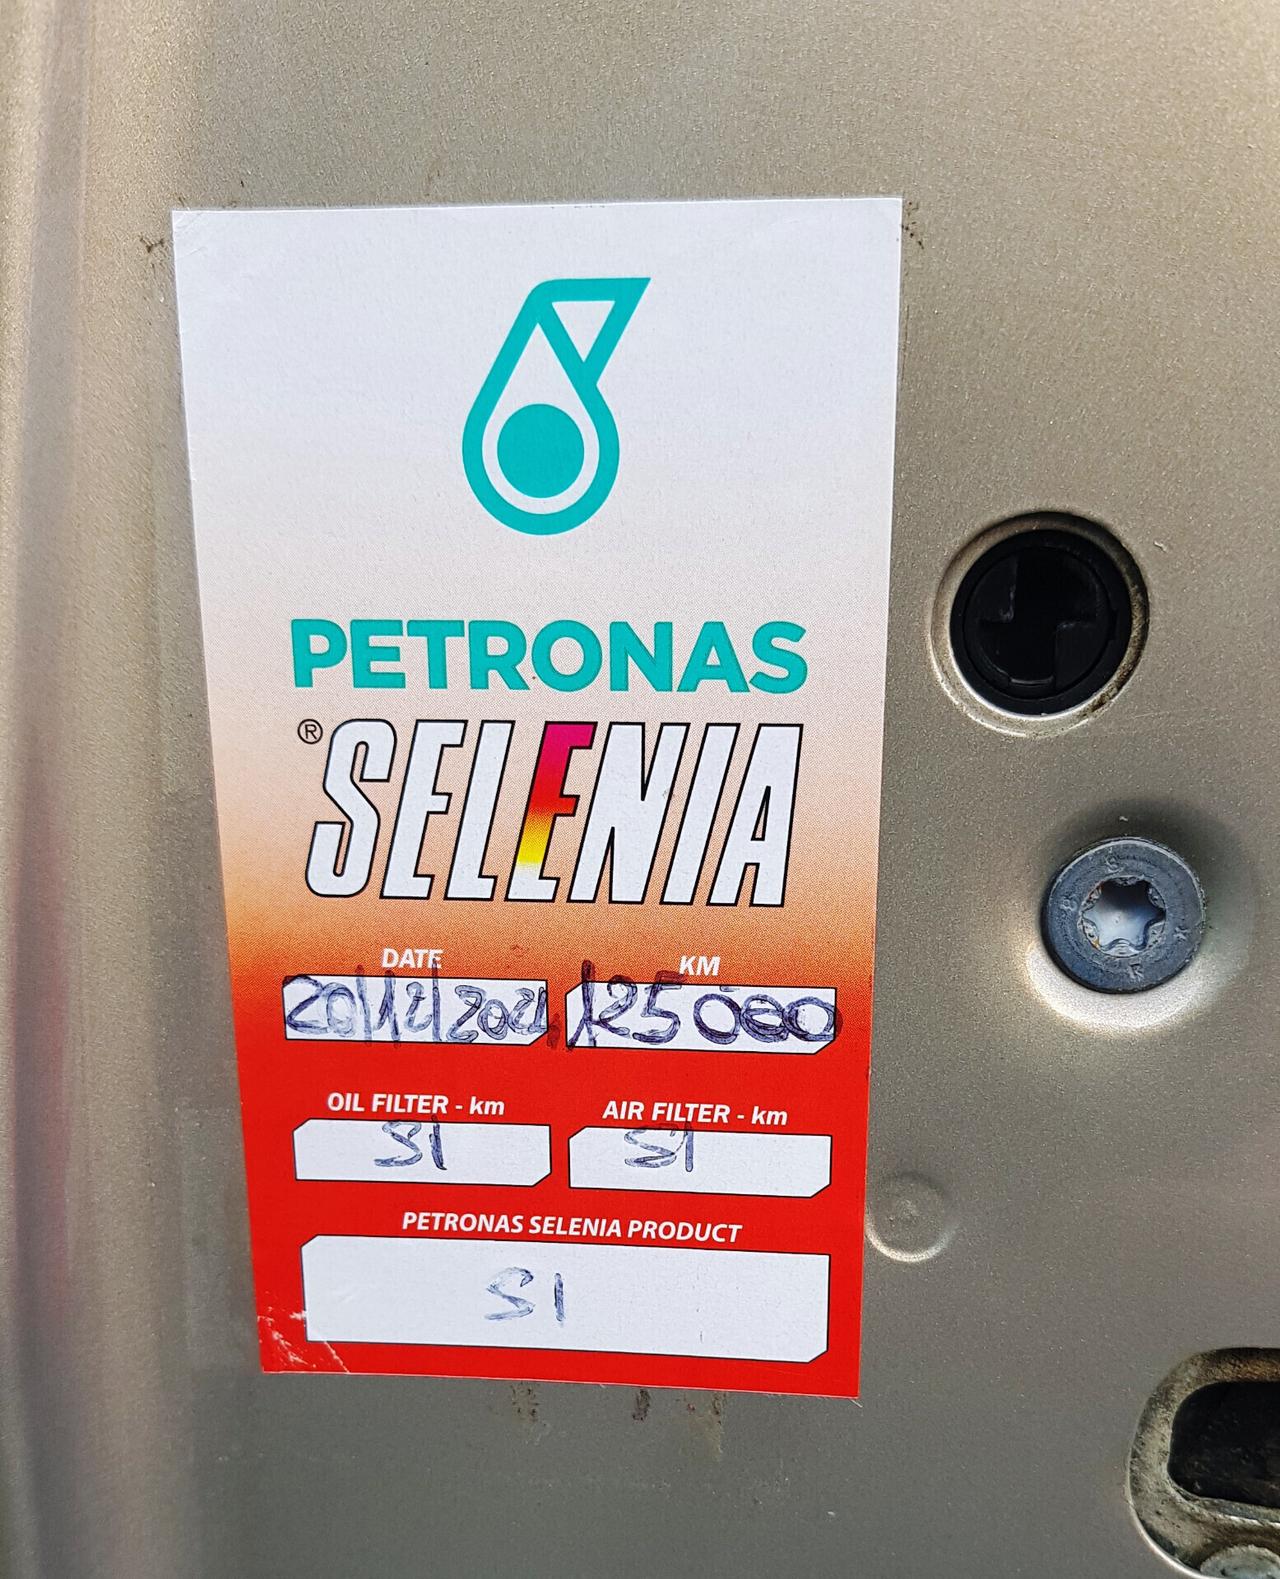 PETRONAS
® SELENIA
DATE KM
20/12/2021 125000
OIL FILTER - km AIR FILTER - km
SI SI
PETRONAS SELENIA PRODUCT
SI